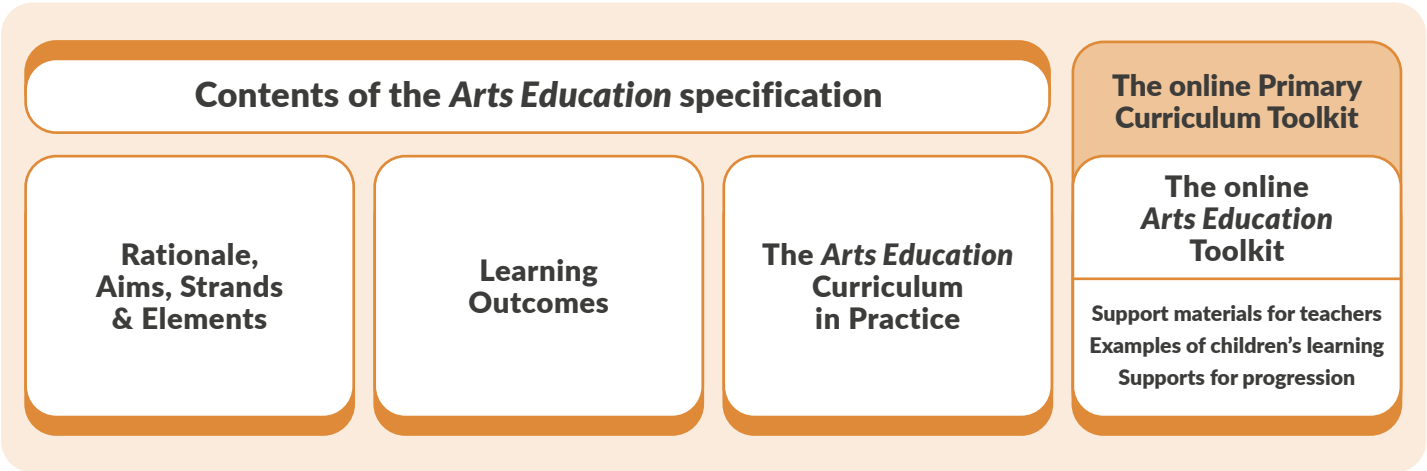 Contents of the Arts Education specification
Rationale,
Aims, Strands
& Elements
Learning
Outcomes
The Arts Education
Curriculum
in Practice
The online Primary
Curriculum Toolkit
The online
Arts Education
Toolkit
Support materials for teachers
Examples of children’s learning
Supports for progression